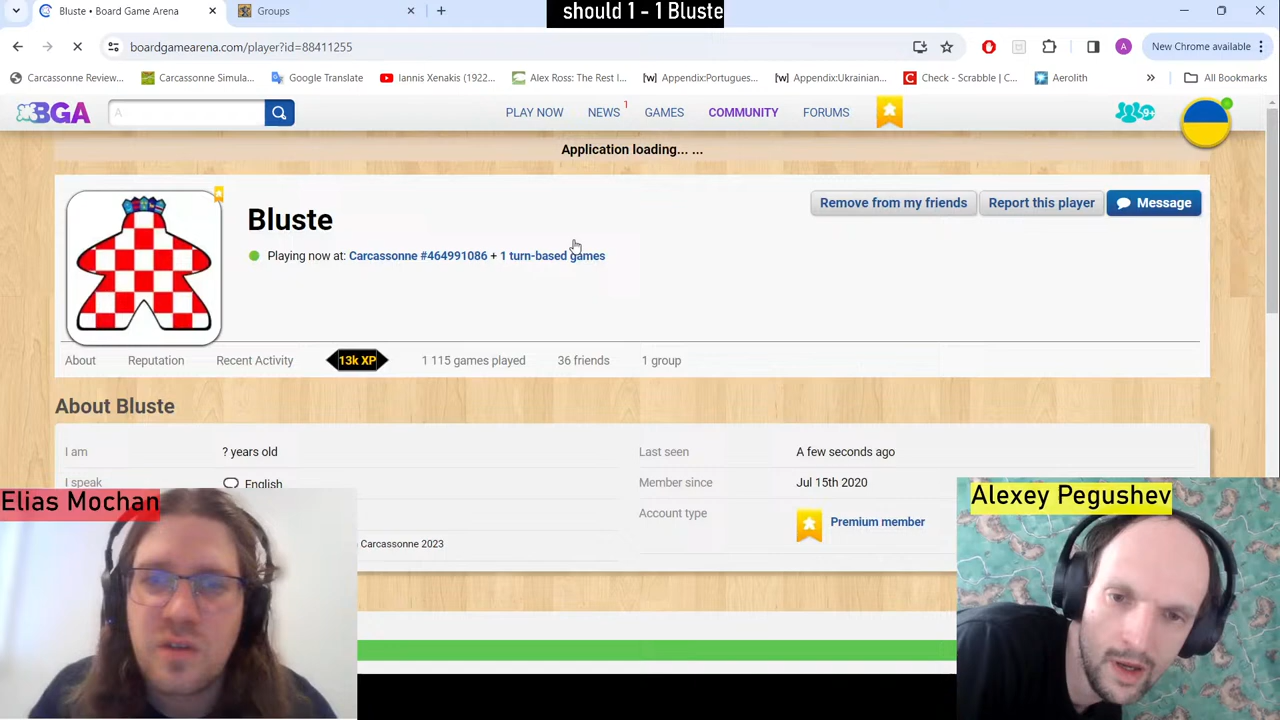 should 1 - 1 Bluste
Bluste • Board Game Arena
Groups
boardgamearena.com/player?id=88411255
A
New Chrome available
Carcassonne Review...
Carcassonne Simula...
Google Translate
Iannis Xenakis (1922...
Alex Ross: The Rest I...
[w] Appendix:Portugues...
[w] Appendix:Ukrainian...
Check - Scrabble | C...
Aerolith
All Bookmarks
BGA
A
PLAY NOW
NEWS
1
GAMES
COMMUNITY
FORUMS
9+
Application loading... ...
Bluste
Remove from my friends
Report this player
Message
Playing now at: Carcassonne #464991086 + 1 turn-based games
About
Reputation
Recent Activity
13k XP
1 115 games played
36 friends
1 group
About Bluste
I am
? years old
Last seen
A few seconds ago
I speak
English
Member since
Jul 15th 2020
Account type
Premium member
Carcassonne 2023
Elias Mochan
Alexey Pegushev